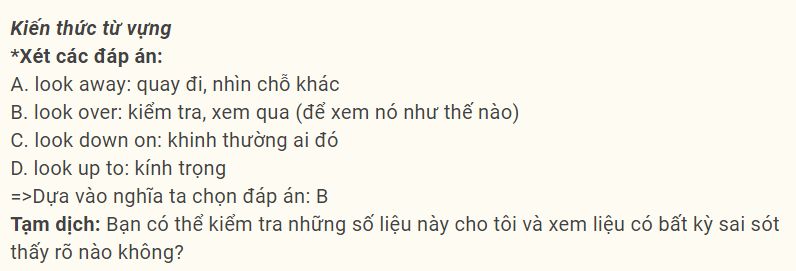 Kiến thức từ vựng
*Xét các đáp án:
A. look away: quay đi, nhìn chỗ khác
B. look over: kiểm tra, xem qua (để xem nó như thế nào)
C. look down on: khinh thường ai đó
D. look up to: kính trọng
=>Dựa vào nghĩa ta chọn đáp án: B
Tạm dịch: Bạn có thể kiểm tra những số liệu này cho tôi và xem liệu có bất kỳ sai sót
thấy rõ nào không?